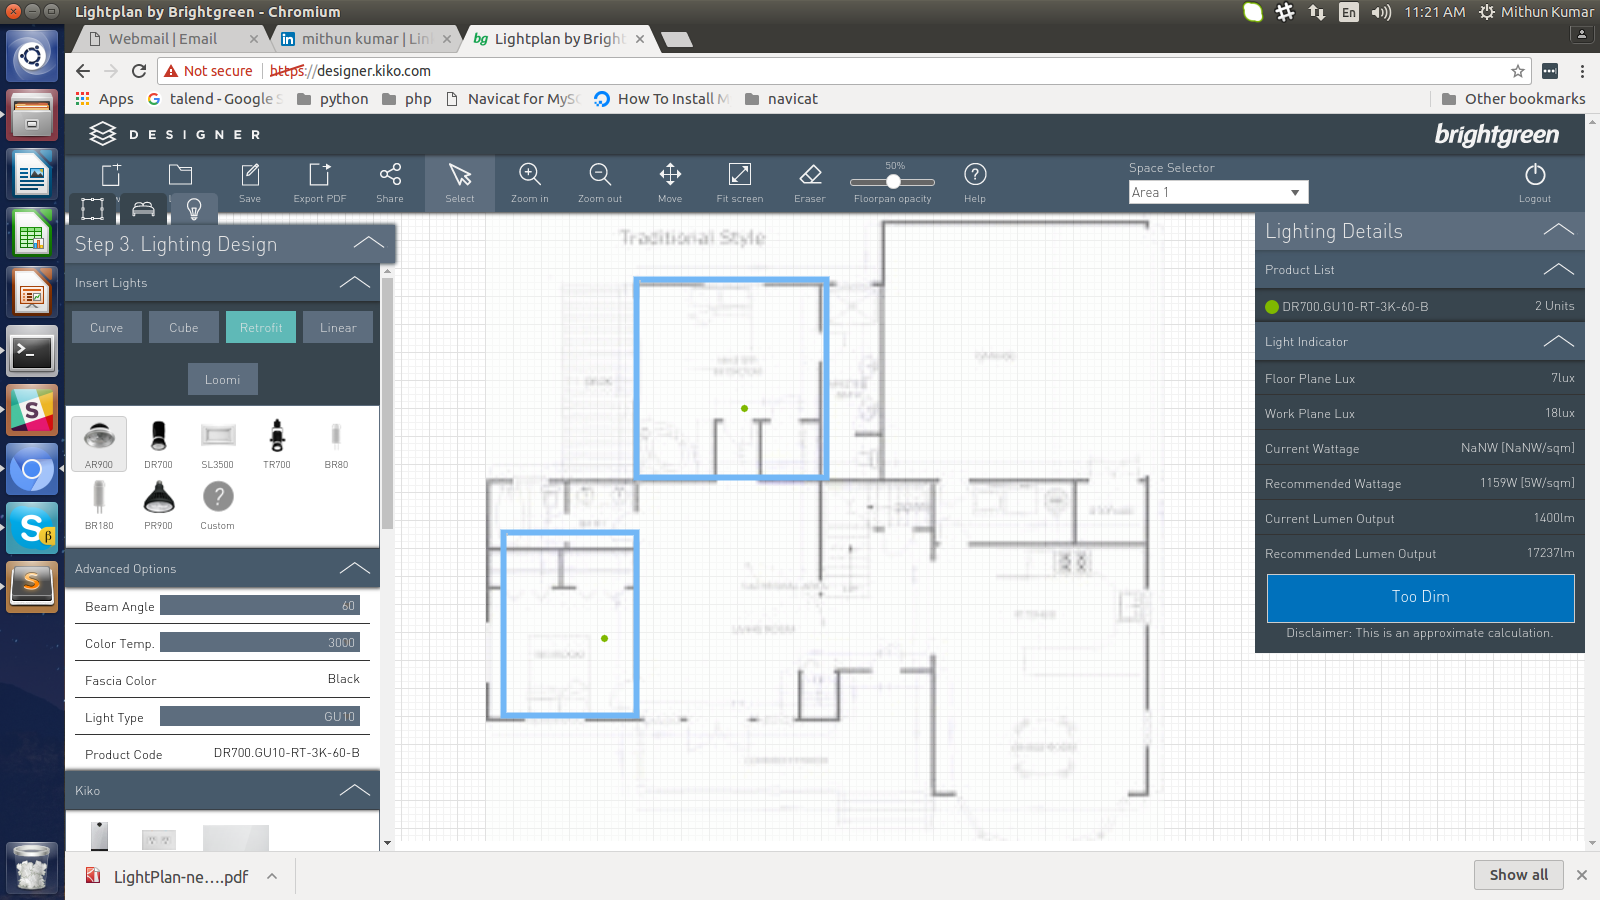 Lightplan by Brightgreen - Chromium
En
11:21 AM
Mithun Kumar
Webmail | Email
mithun kumar | Lin
bg Lightplan by Bright
Not secure
https://designer.kiko.com
Apps
talend - Google S
python
php
Navicat for MyS
How To Install M
navicat
Other bookmarks
DESIGNER
brightgreen
Save
Export PDF
Share
Select
Zoom in
Zoom out
Move
Fit screen
Eraser
50%
Floorpan opacity
Help
Space Selector
Area 1
Logout
Step 3. Lighting Design
Insert Lights
Curve
Cube
Retrofit
Linear
Loomi
AR900
DR700
SL3500
TR700
BR80
BR180
PR900
Custom
Advanced Options
Beam Angle 60
Color Temp. 3000
Fascia Color Black
Light Type GU10
Product Code DR700.GU10-RT-3K-60-B
Kiko
Traditional Style
Lighting Details
Product List
DR700.GU10-RT-3K-60-B 2 Units
Light Indicator
Floor Plane Lux 7lux
Work Plane Lux 18lux
Current Wattage NaNW [NaNW/sqm]
Recommended Wattage 1159W [5W/sqm]
Current Lumen Output 1400lm
Recommended Lumen Output 17237lm
Too Dim
Disclaimer: This is an approximate calculation.
LightPlan-ne....pdf
Show all